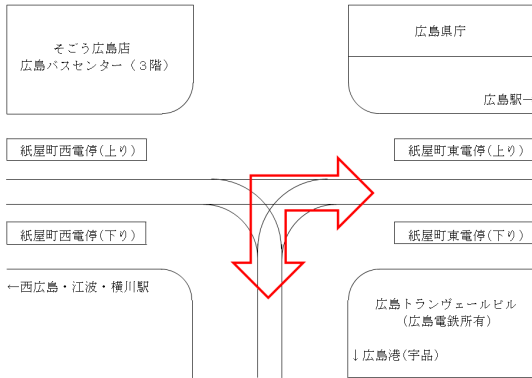 そごう広島店
広島バスセンター（３階）
広島県庁
広島駅→
紙屋町西電停(上り)
紙屋町東電停(上り)
紙屋町西電停(下り)
紙屋町東電停(下り)
←西広島・江波・横川駅
広島トランヴェールビル
(広島電鉄所有)
↓広島港(宇品)